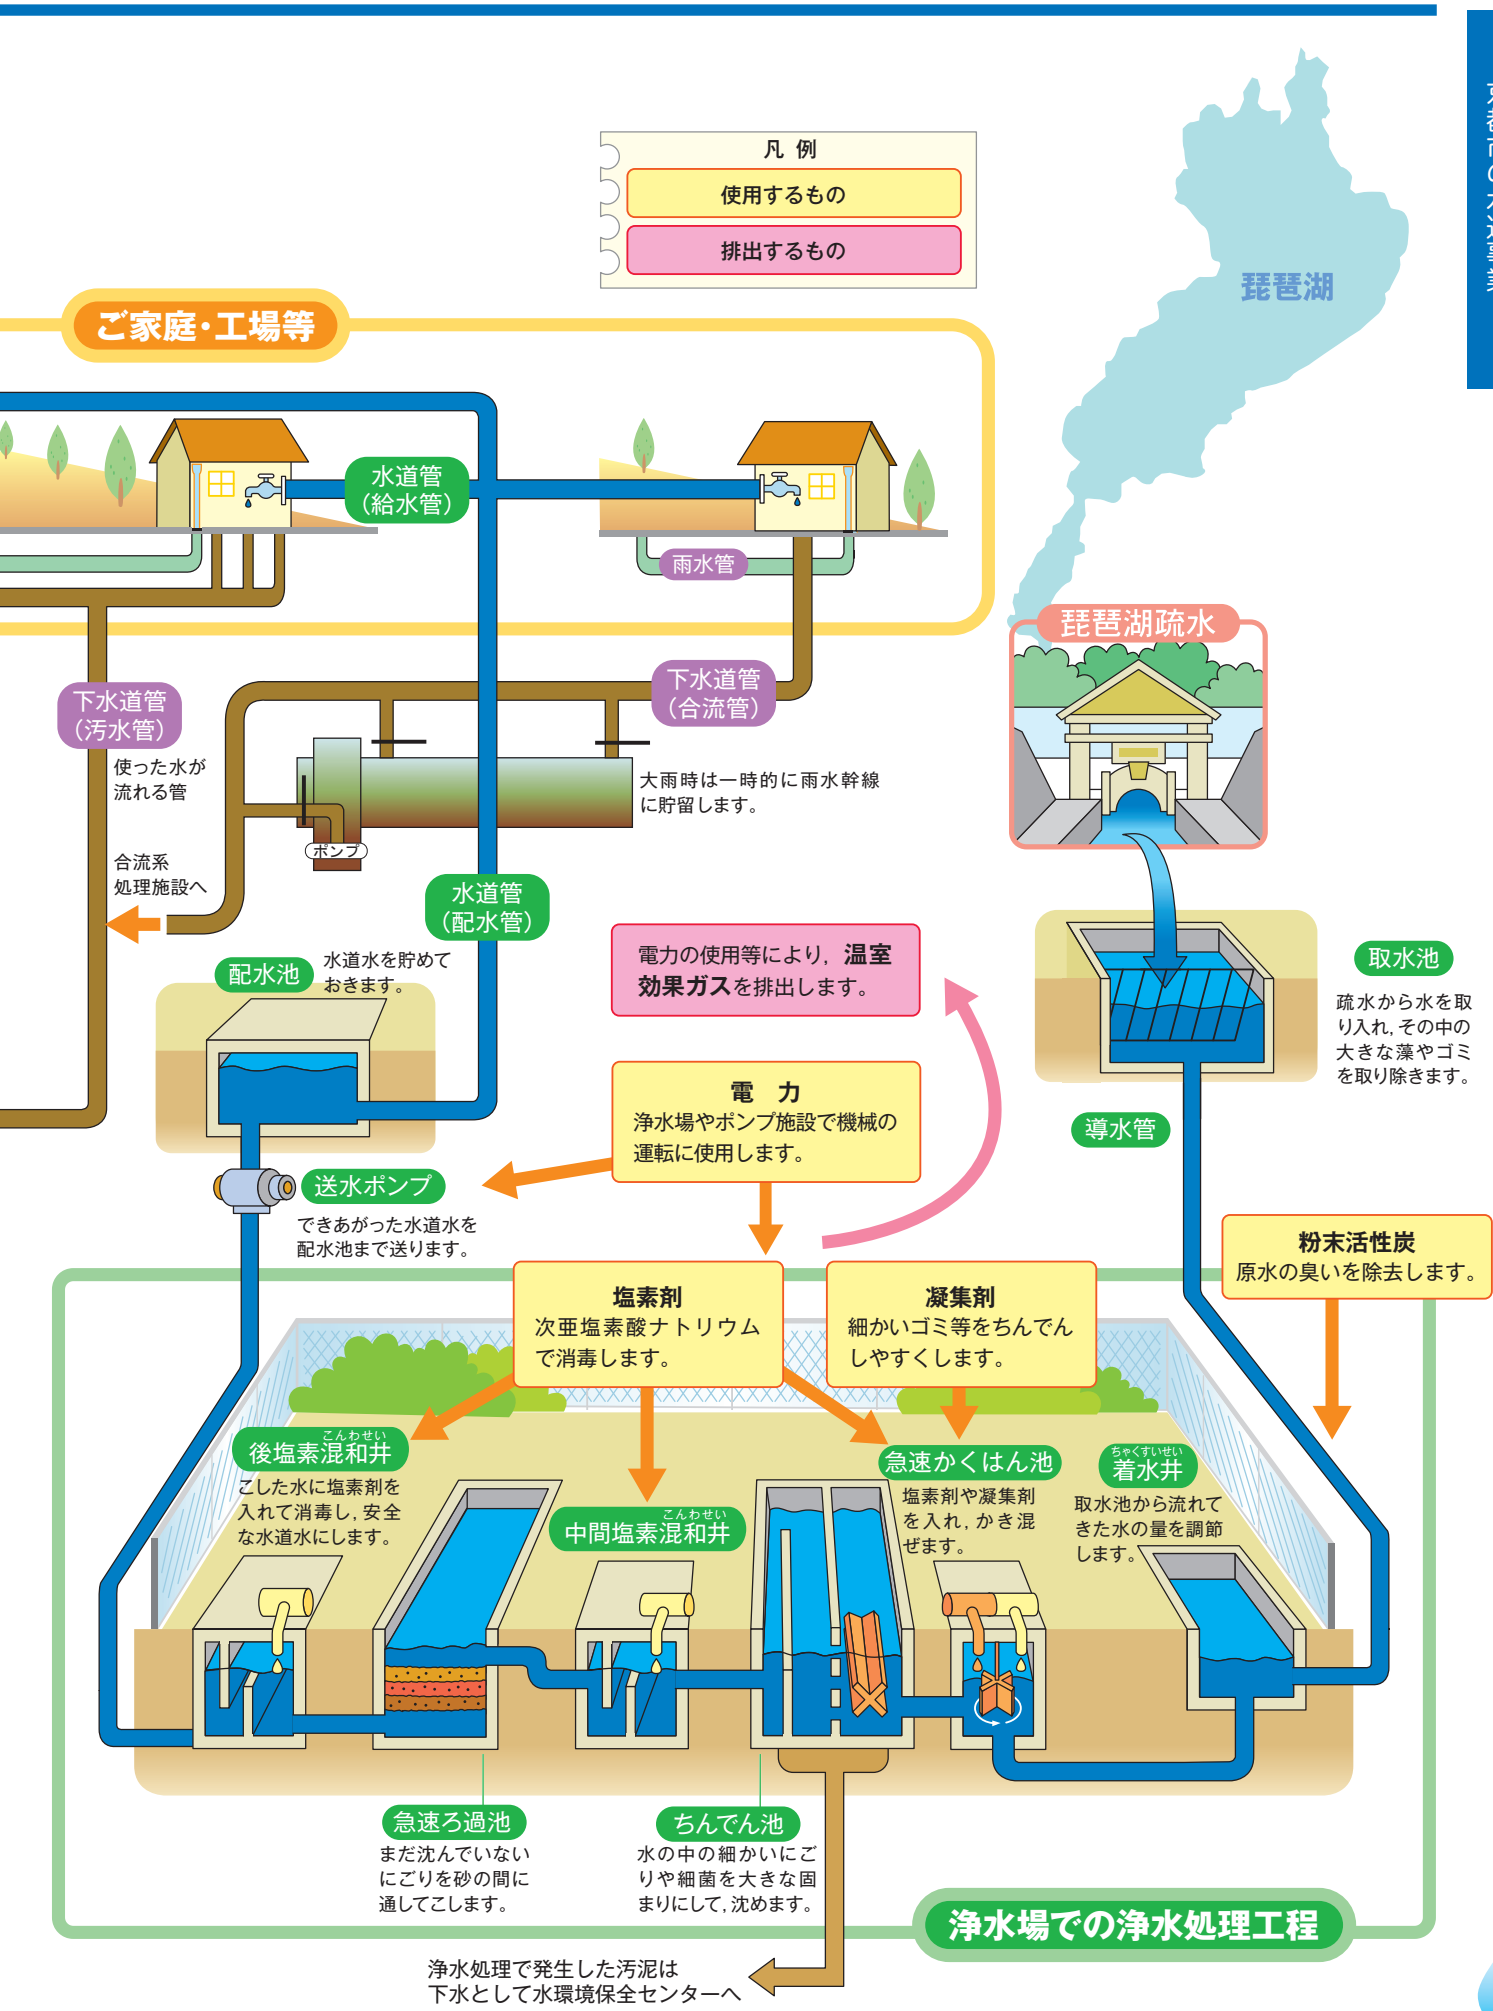 凡 例
使用するもの
排出するもの
琵琶湖
ご家庭・工場等
水道管
（給水管）
雨水管
琵琶湖疏水
下水道管
（合流管）
下水道管
（汚水管）
使った水が
流れる管
大雨時は一時的に雨水幹線
に貯留します。
ポンプ
合流系
処理施設へ
水道管
（配水管）
配水池
水道水を貯めて
おきます。
電力の使用等により，温室
効果ガスを排出します。
取水池
疏水から水を取
り入れ，その中の
大きな藻やゴミ
を取り除きます。
電 力
浄水場やポンプ施設で機械の
運転に使用します。
導水管
送水ポンプ
できあがった水道水を
配水池まで送ります。
粉末活性炭
原水の臭いを除去します。
塩素剤
次亜塩素酸ナトリウム
で消毒します。
凝集剤
細かいゴミ等をちんでん
しやすくします。
こんわせい
後塩素混和井
こした水に塩素剤を
入れて消毒し，安全
な水道水にします。
こんわせい
中間塩素混和井
急速かくはん池
塩素剤や凝集剤
を入れ，かき混
ぜます。
ちゃくすいせい
着水井
取水池から流れて
きた水の量を調節
します。
急速ろ過池
まだ沈んでいない
にごりを砂の間に
通してこします。
ちんでん池
水の中の細かいにご
りや細菌を大きな固
まりにして，沈めます。
浄水場での浄水処理工程
浄水処理で発生した汚泥は
下水として水環境保全センターへ